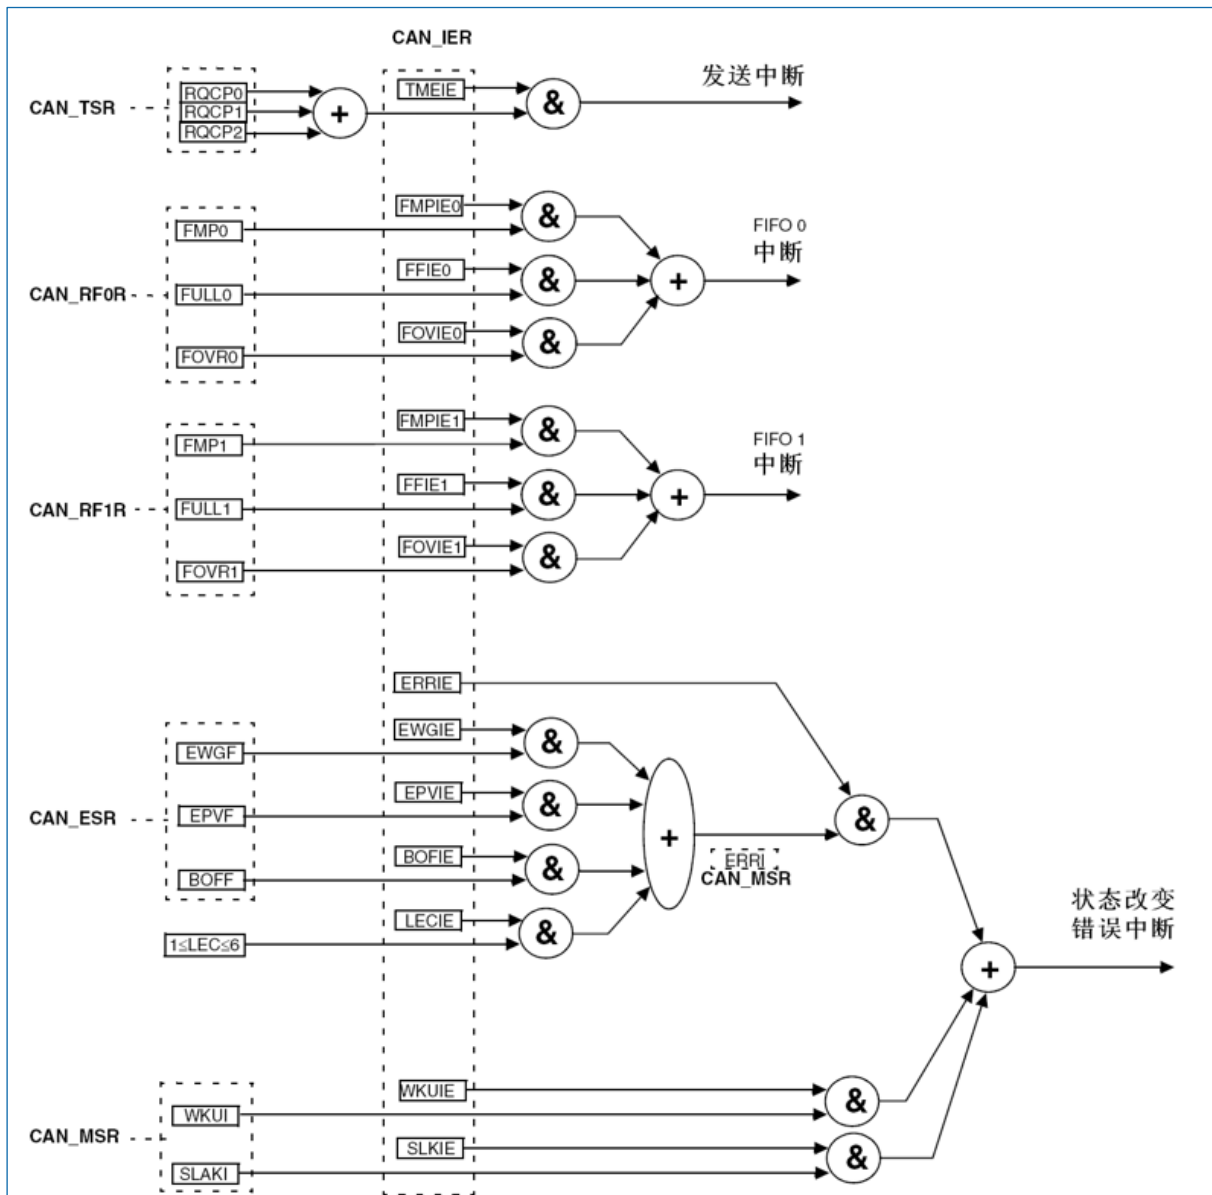 CAN_IER
CAN_TSR
RQCP0
RQCP1
RQCP2
+
TMEIE
&
发送中断
CAN_RF0R
FMP0
FULL0
FOVR0
FMPIE0
FFIE0
FOVIE0
&
&
&
+
FIFO 0
中断
CAN_RF1R
FMP1
FULL1
FOVR1
FMPIE1
FFIE1
FOVIE1
&
&
&
+
FIFO 1
中断
CAN_ESR
EWGF
EPVF
BOFF
1≤LEC≤6
ERRIE
EWGIE
EPVIE
BOFIE
LECIE
&
&
&
&
+
ERRI
CAN_MSR
&
+
状态改变
错误中断
CAN_MSR
WKUI
SLAKI
WKUIE
SLKIE
&
&